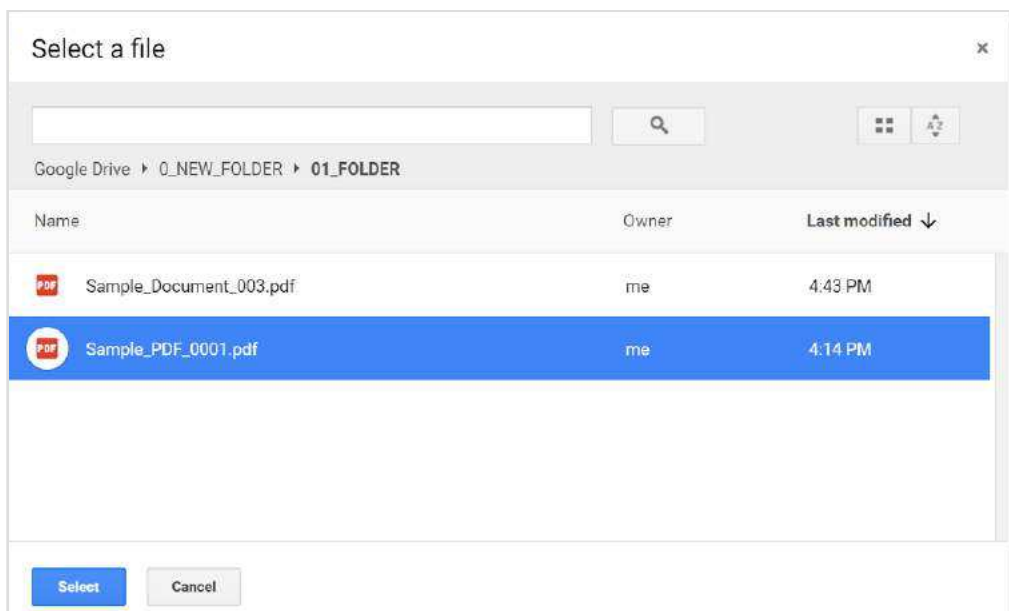 Select a file ×
A Z
Google Drive ▸ 0_NEW_FOLDER ▸ 01_FOLDER
Name Owner Last modified ↓
PDF Sample_Document_003.pdf me 4:43 PM
PDF Sample_PDF_0001.pdf me 4:14 PM
Select Cancel